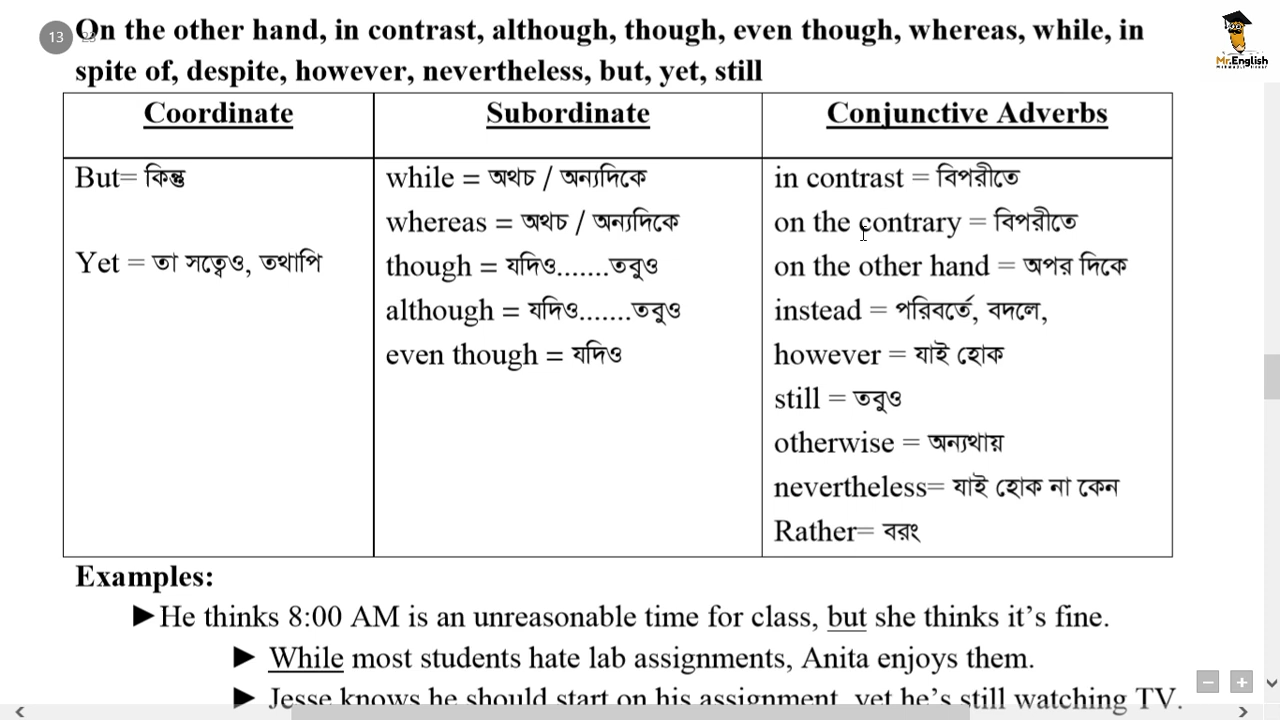 13
On the other hand, in contrast, although, though, even though, whereas, while, in
spite of, despite, however, nevertheless, but, yet, still
Mr.English
Coordinate
Subordinate
Conjunctive Adverbs
But= কিন্তু
Yet = তা সত্বেও, তথাপি
while = অথচ / অন্যদিকে
whereas = অথচ / অন্যদিকে
though = যদিও.......তবুও
although = যদিও.......তবুও
even though = যদিও
in contrast = বিপরীতে
on the contrary = বিপরীতে
on the other hand = অপর দিকে
instead = পরিবর্তে, বদলে,
however = যাই হোক
still = তবুও
otherwise = অন্যথায়
nevertheless= যাই হোক না কেন
Rather= বরং
Examples:
►He thinks 8:00 AM is an unreasonable time for class, but she thinks it’s fine.
► While most students hate lab assignments, Anita enjoys them.
► Jesse knows he should start on his assignment, yet he’s still watching TV.